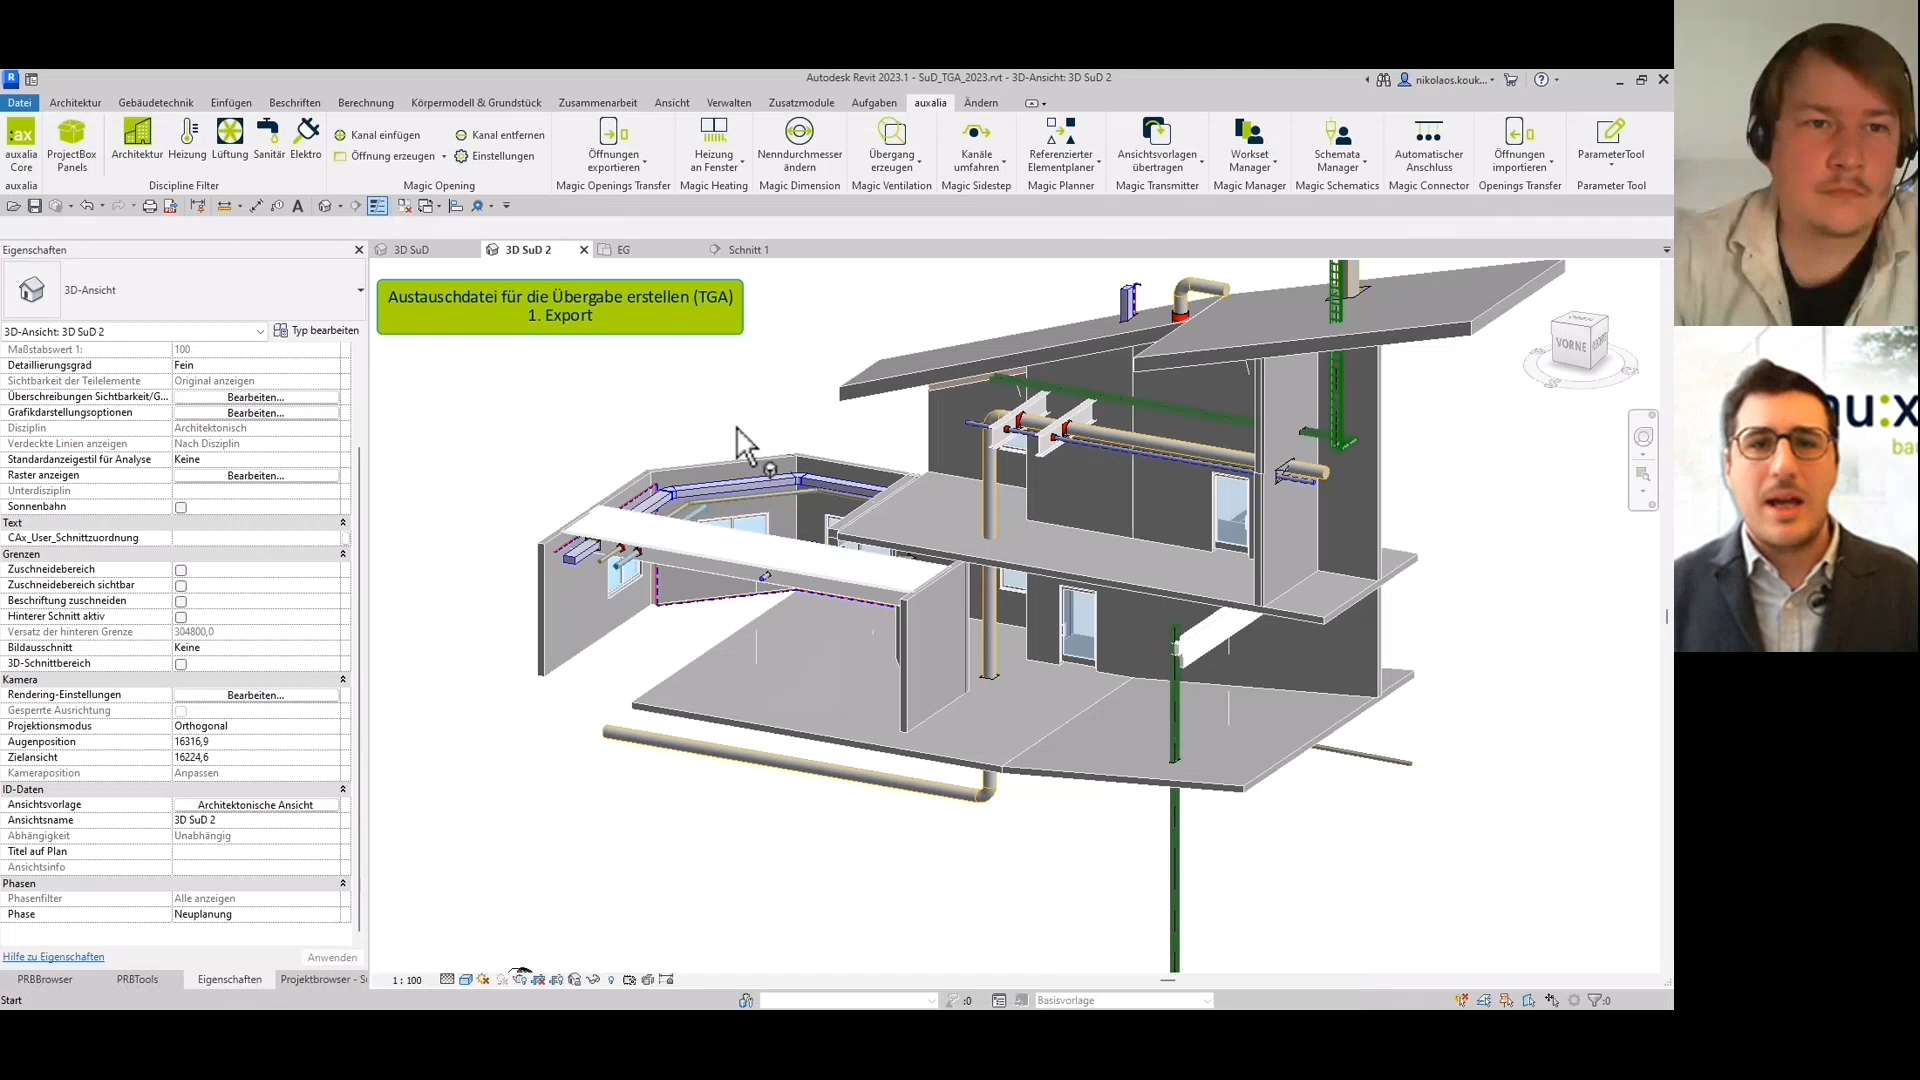 Autodesk Revit 2023.1 - SuD_TGA_2023.rvt - 3D-Ansicht: 3D SuD 2
nikolaos.kouk...
Datei Architektur Gebäudetechnik Einfügen Beschriften Berechnung Körpermodell & Grundstück Zusammenarbeit Ansicht Verwalten Zusatzmodule Aufgaben auxalia Ändern
:ax
auxalia Core
ProjectBox Panels
Architektur Heizung Lüftung Sanitär Elektro
Kanal einfügen
Kanal entfernen
Öffnung erzeugen
Einstellungen
Öffnungen exportieren
Heizung an Fenster
Nenndurchmesser ändern
Übergang erzeugen
Kanäle umfahren
Referenzierter Elementplaner
Ansichtsvorlagen übertragen
Workset Manager
Schemata Manager
Automatischer Anschluss
Öffnungen importieren
ParameterTool
auxalia Discipline Filter Magic Opening Magic Openings Transfer Magic Heating Magic Dimension Magic Ventilation Magic Sidestep Magic Planner Magic Transmitter Magic Manager Magic Schematics Magic Connector Openings Transfer Parameter Tool
Eigenschaften
3D SuD
3D SuD 2
EG
Schnitt 1
3D-Ansicht
3D-Ansicht: 3D SuD 2
Typ bearbeiten
Maßstabswert 1: 100
Detaillierungsgrad Fein
Sichtbarkeit der Teilelemente Original anzeigen
Überschreibungen Sichtbarkeit/G... Bearbeiten...
Grafikdarstellungsoptionen Bearbeiten...
Disziplin Architektonisch
Verdeckte Linien anzeigen Nach Disziplin
Standardanzeigestil für Analyse Keine
Raster anzeigen Bearbeiten...
Unterdisziplin
Sonnenbahn
Text
CAx_User_Schnittzuordnung
Grenzen
Zuschneidebereich
Zuschneidebereich sichtbar
Beschriftung zuschneiden
Hinterer Schnitt aktiv
Versatz der hinteren Grenze 304800,0
Bildausschnitt Keine
3D-Schnittbereich
Kamera
Rendering-Einstellungen Bearbeiten...
Gesperrte Ausrichtung
Projektionsmodus Orthogonal
Augenposition 16316,9
Zielansicht 16224,6
Kameraposition Anpassen
ID-Daten
Ansichtsvorlage Architektonische Ansicht
Ansichtsname 3D SuD 2
Abhängigkeit Unabhängig
Titel auf Plan
Ansichtsinfo
Phasen
Phasenfilter Alle anzeigen
Phase Neuplanung
Hilfe zu Eigenschaften
Anwenden
PRBBrowser PRBTools Eigenschaften Projektbrowser - S
Austauschdatei für die Übergabe erstellen (TGA)
1. Export
VORNE
1 : 100
Start
:0
Basisvorlage
:0
au:x
ba